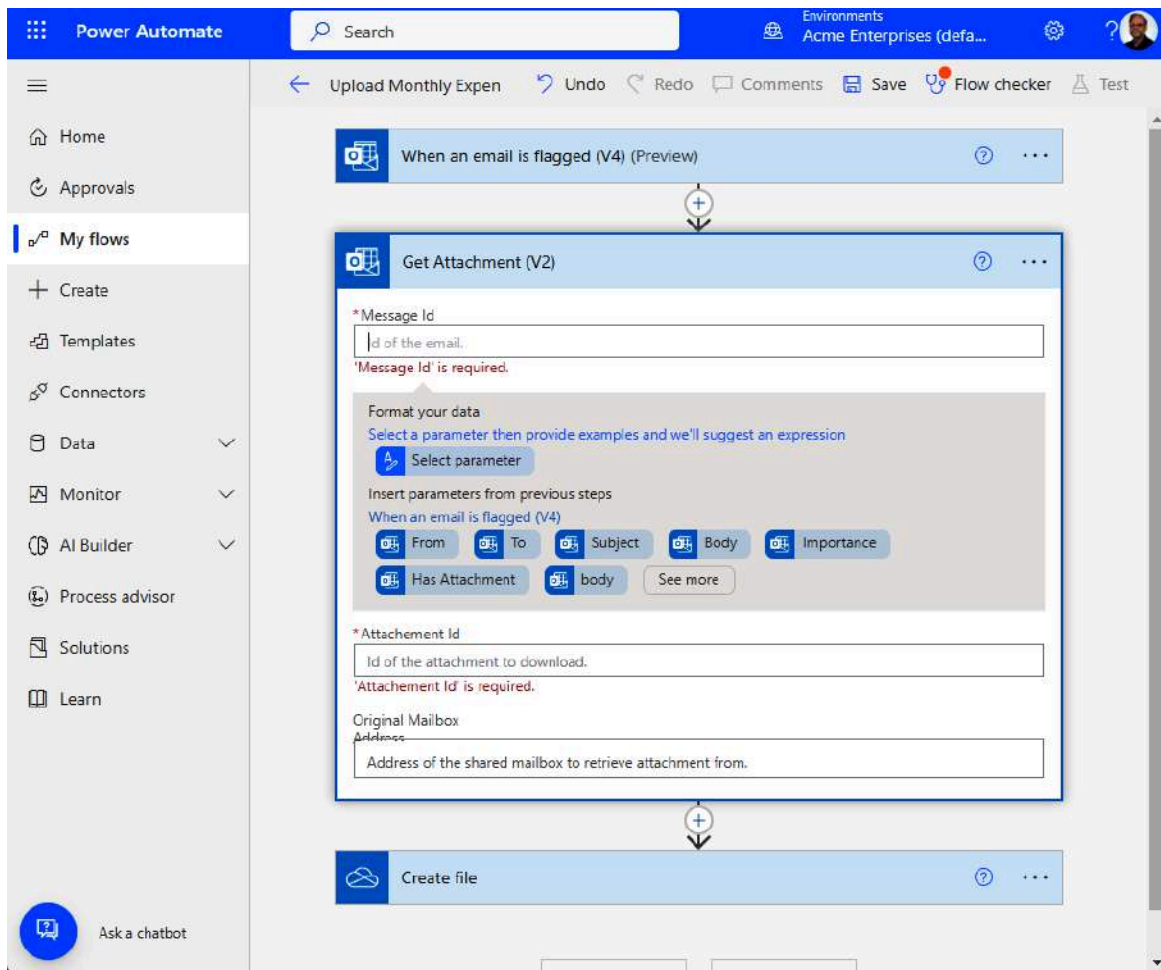 Power Automate
Search
Environments
Acme Enterprises (defa...
?
Upload Monthly Expen
Undo
Redo
Comments
Save
Flow checker
Test
Home
Approvals
My flows
Create
Templates
Connectors
Data
Monitor
AI Builder
Process advisor
Solutions
Learn
Ask a chatbot
When an email is flagged (V4) (Preview)
Get Attachment (V2)
*Message Id
Id of the email.
'Message Id' is required.
Format your data
Select a parameter then provide examples and we'll suggest an expression
Select parameter
Insert parameters from previous steps
When an email is flagged (V4)
From
To
Subject
Body
Importance
Has Attachment
body
See more
*Attachement Id
Id of the attachment to download.
'Attachement Id' is required.
Original Mailbox
Address
Address of the shared mailbox to retrieve attachment from.
Create file